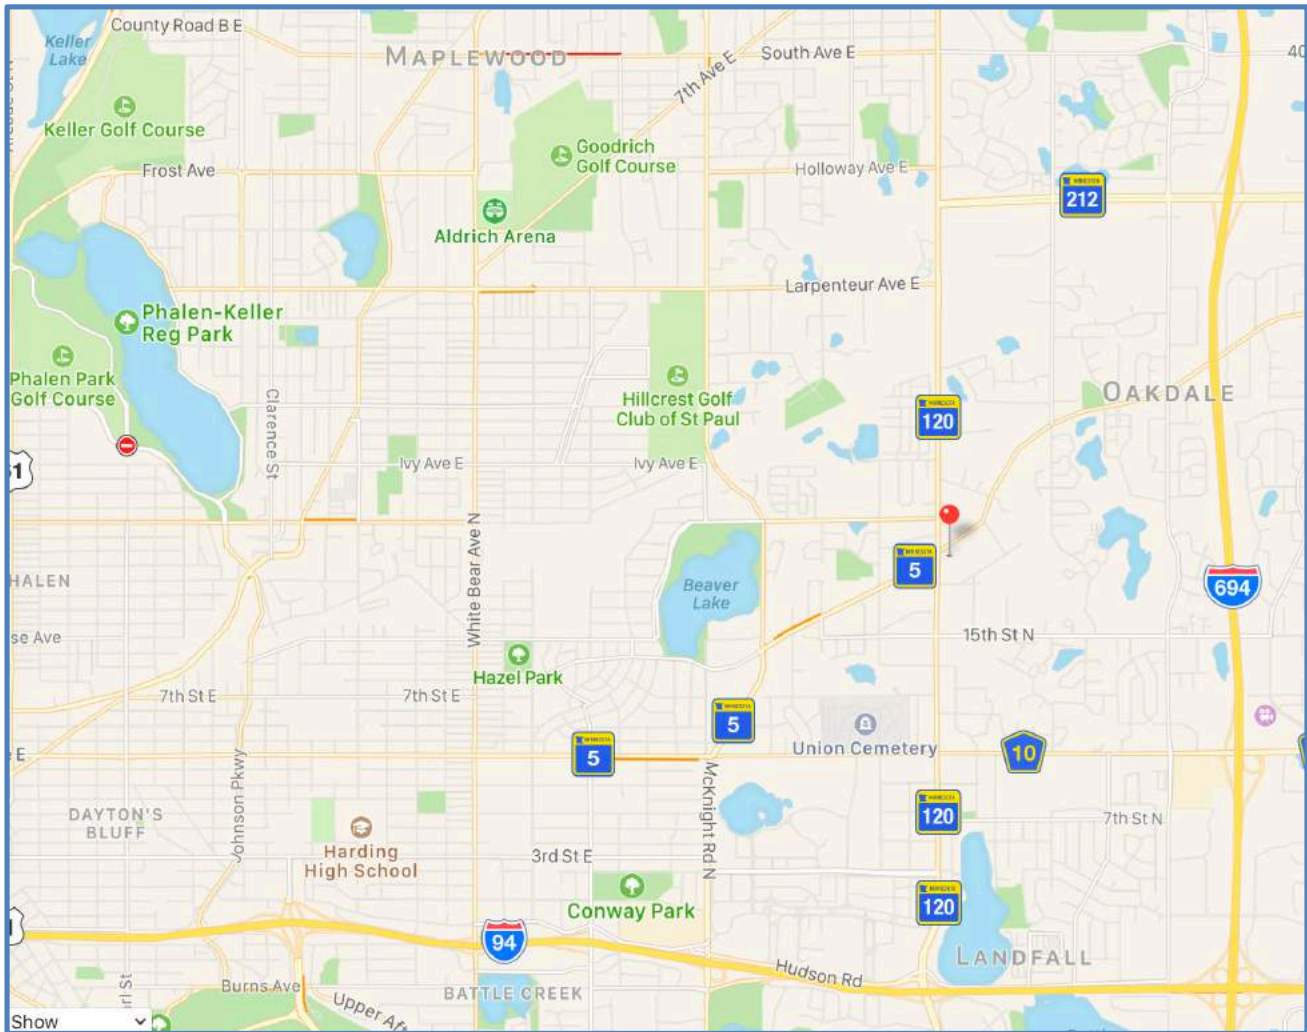 County Road B E
Keller
Lake
MAPLEWOOD
South Ave E
40
7th Ave E
Keller Golf Course
Goodrich
Golf Course
Frost Ave
Holloway Ave E
212
Aldrich Arena
Larpenteur Ave E
Phalen-Keller
Reg Park
Phalen Park
Golf Course
Clarence St
Hillcrest Golf
Club of St Paul
OAKDALE
120
Ivy Ave E
Ivy Ave E
White Bear Ave N
5
HALEN
Beaver
Lake
694
se Ave
15th St N
Hazel Park
7th St E
7th St E
5
Union Cemetery
10
E
5
Johnson Pkwy
McKnight Rd N
DAYTON'S
BLUFF
120
7th St N
Harding
High School
3rd St E
Conway Park
120
94
LANDFALL
Hudson Rd
Burns Ave
BATTLE CREEK
Upper Aft
rl St
Show